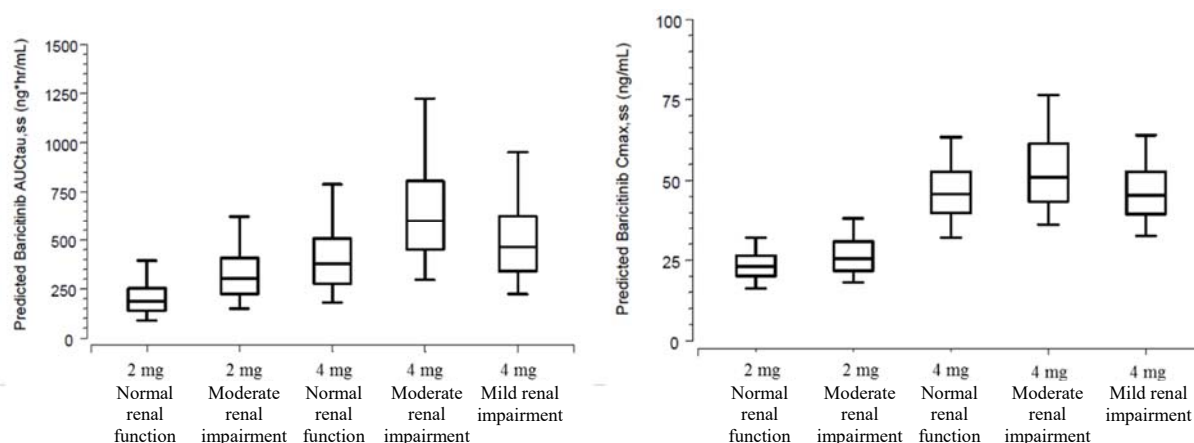 Predicted Baricitinib AUCtau,ss (ng*hr/mL)
1500
1250
1000
750
500
250
0
2 mg
Normal
renal
function
2 mg
Moderate
renal
impairment
4 mg
Normal
renal
function
4 mg
Moderate
renal
impairment
4 mg
Mild renal
impairment
Predicted Baricitinib Cmax,ss (ng/mL)
100
75
50
25
0
2 mg
Normal
renal
function
2 mg
Moderate
renal
impairment
4 mg
Normal
renal
function
4 mg
Moderate
renal
impairment
4 mg
Mild renal
impairment